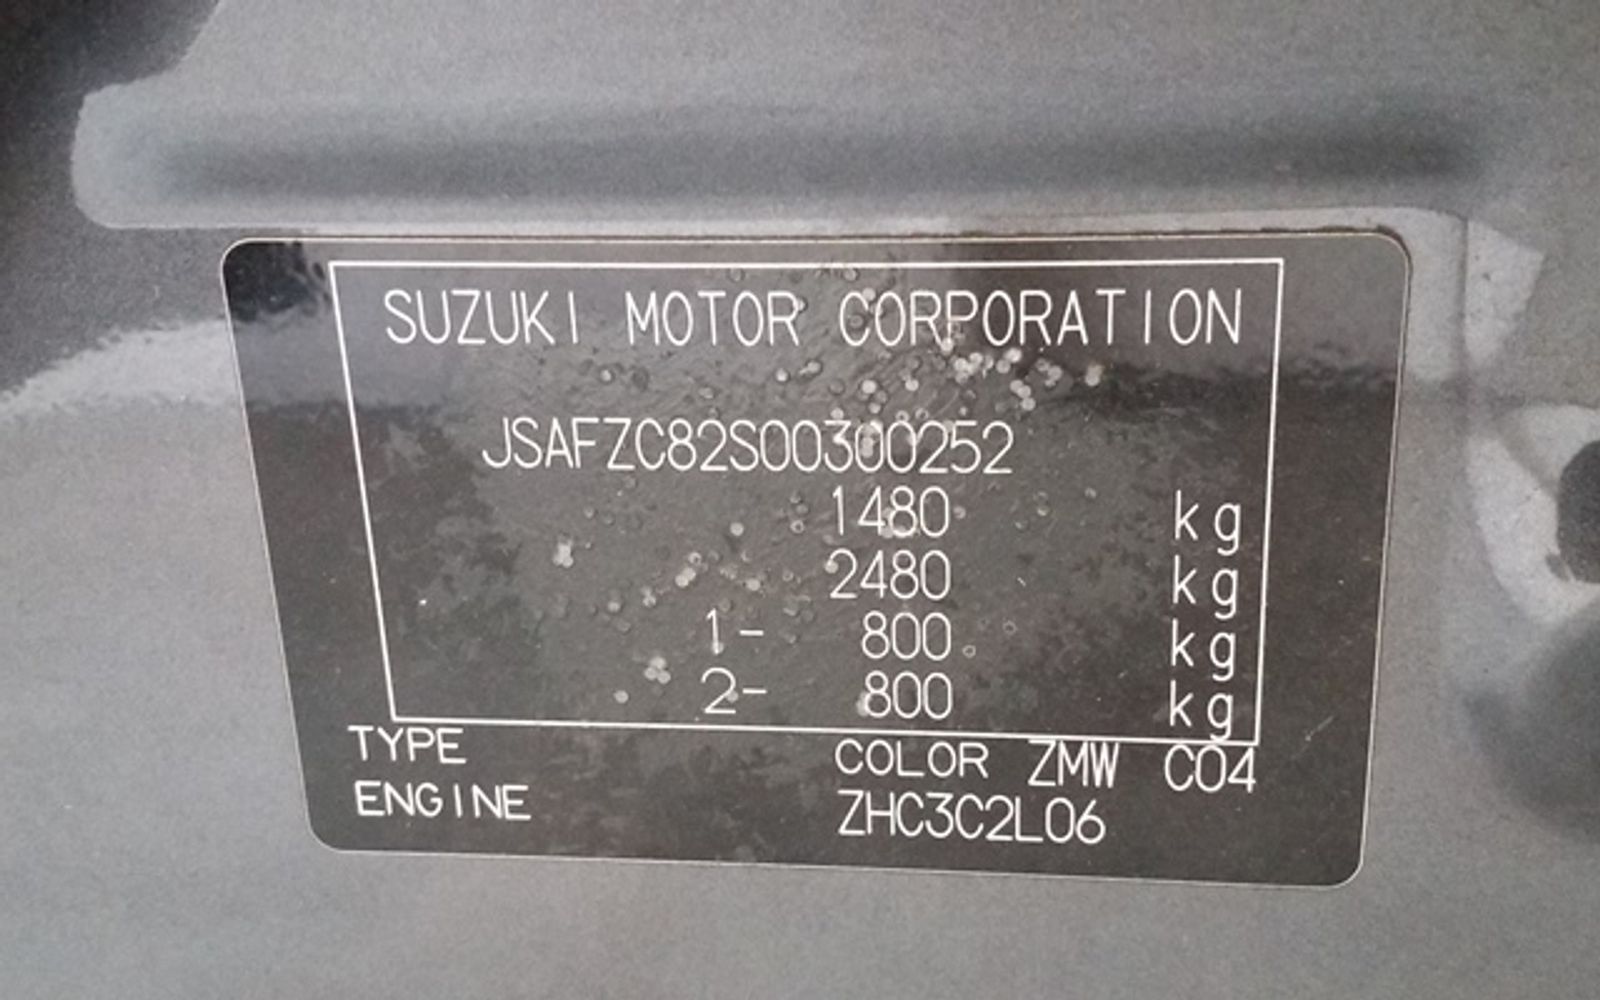 SUZUKI MOTOR CORPORATION
JSAFZC82S00300252
1480 kg
2480 kg
1- 800 kg
2- 800 kg
TYPE COLOR ZMW C04
ENGINE ZHC3C2L06